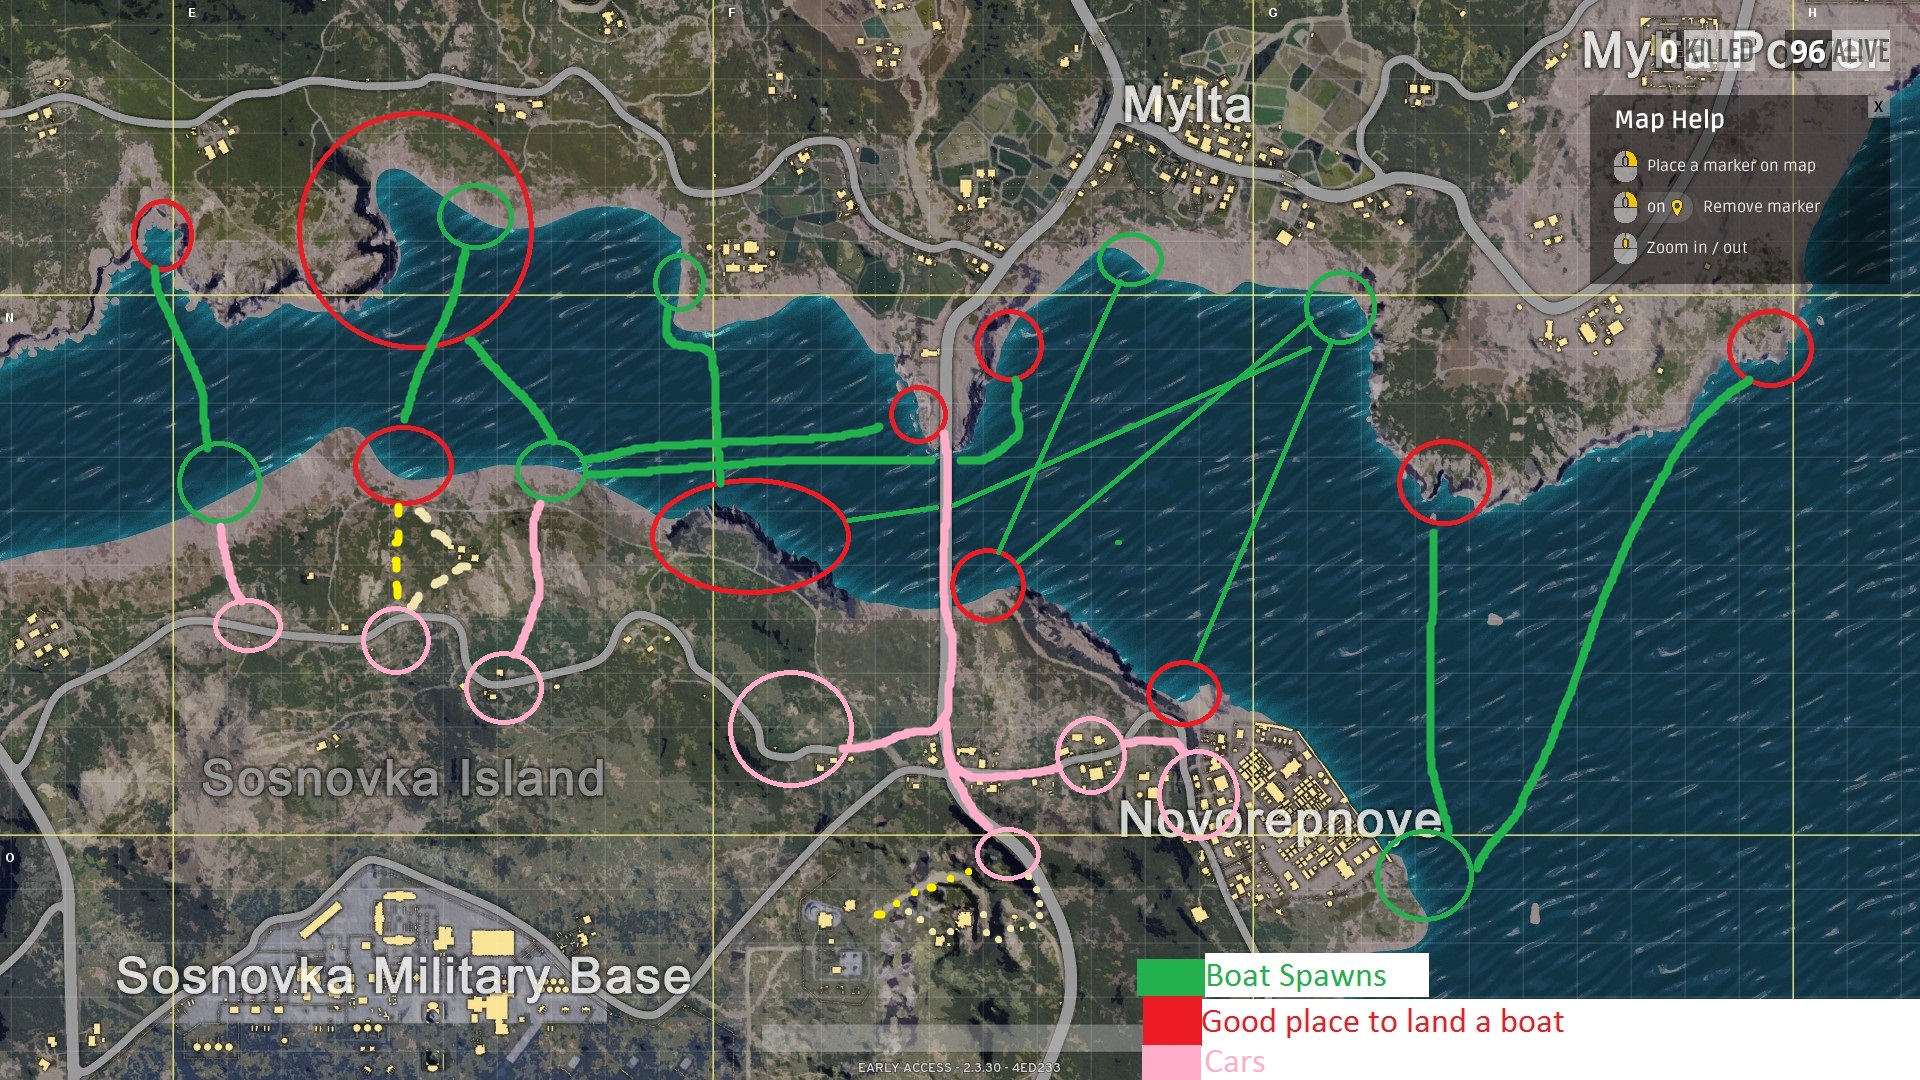 E
F
G
H
Mylta Power
0 KILLED 96 ALIVE
Map Help
X
Place a marker on map
on Remove marker
Zoom in / out
Mylta
N
Sosnovka Island
Novorepnoye
O
Sosnovka Military Base
Boat Spawns
Good place to land a boat
Cars
EARLY ACCESS - 2.3.30 - 4ED233